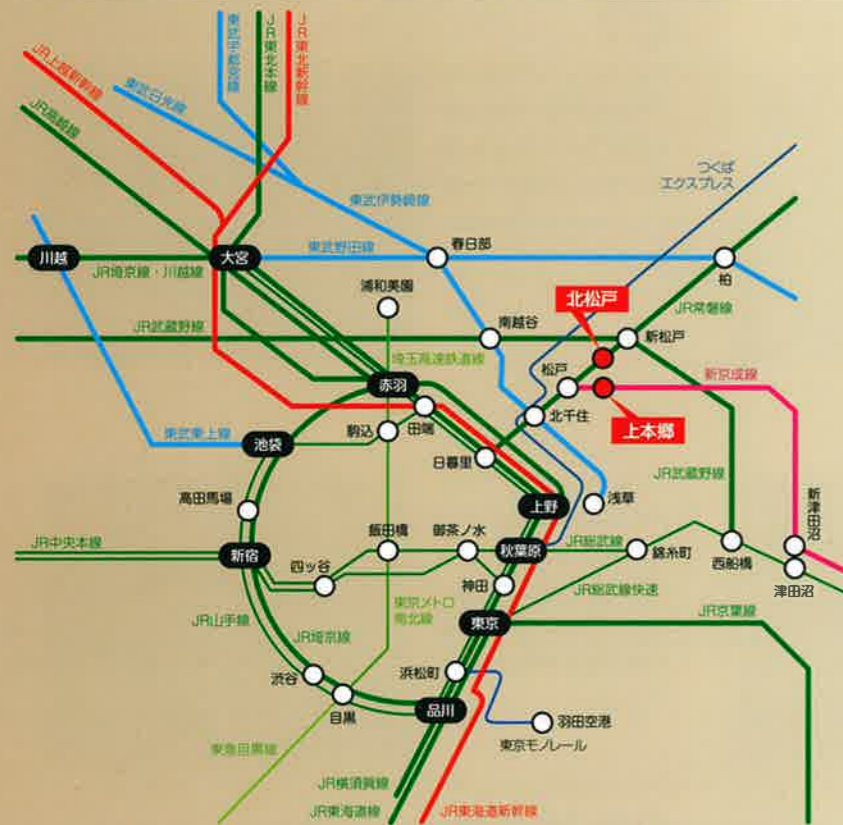 東武宇都宮線
JR東北本線
JR東北新幹線
JR上越新幹線
東武日光線
JR高崎線
つくば
エクスプレス
東武伊勢崎線
川越
大宮
東武野田線
春日部
柏
JR埼京線・川越線
浦和美園
北松戸
JR常磐線
JR武蔵野線
南越谷
新松戸
埼玉高速鉄道線
松戸
新京成線
赤羽
田端
北千住
上本郷
東武東上線
池袋
駒込
日暮里
JR武蔵野線
高田馬場
上野
浅草
新津田沼
飯田橋
御茶ノ水
JR中央本線
新宿
秋葉原
JR総武線
錦糸町
西船橋
四ッ谷
神田
JR総武線快速
津田沼
東京メトロ
南北線
JR京葉線
JR山手線
JR埼京線
東京
浜松町
渋谷
目黒
品川
羽田空港
東急目黒線
東京モノレール
JR横須賀線
JR東海道線
JR東海道新幹線